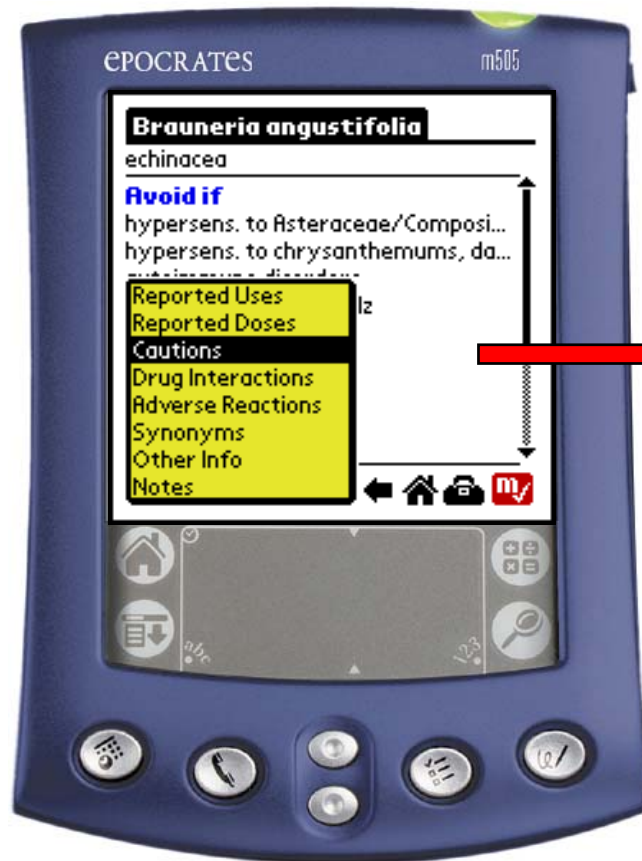 ePOCRATES m505
Brauneria angustifolia
echinacea
Avoid if
hypersens. to Asteraceae/Composi...
hypersens. to chrysanthemums, da...
lz
Reported Uses
Reported Doses
Cautions
Drug Interactions
Adverse Reactions
Synonyms
Other Info
Notes
m
abc 123